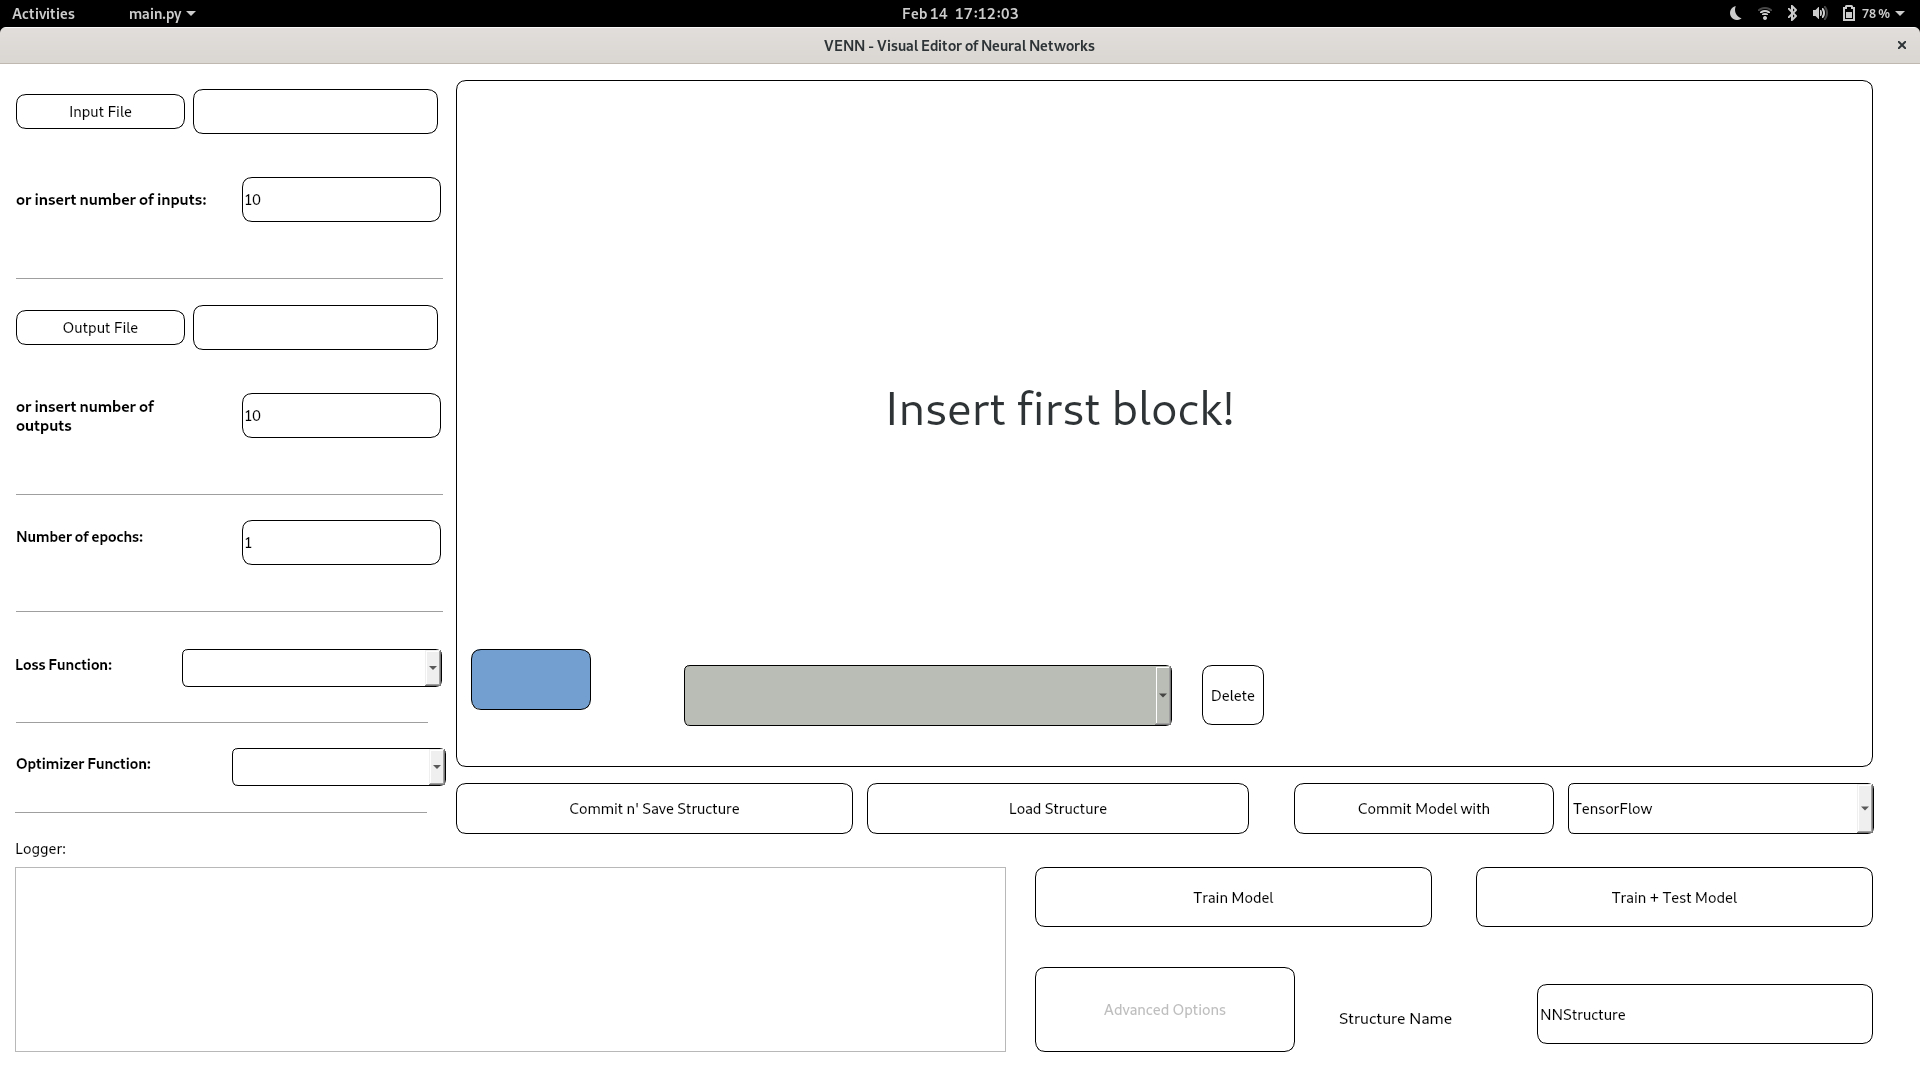 Activities
main.py
Feb 14 17:12:03
78 %
VENN - Visual Editor of Neural Networks
Input File
or insert number of inputs:
10
Output File
or insert number of
outputs
10
Number of epochs:
1
Loss Function:
Optimizer Function:
Insert first block!
Delete
Commit n' Save Structure
Load Structure
Commit Model with
TensorFlow
Logger:
Train Model
Train + Test Model
Advanced Options
Structure Name
NNStructure